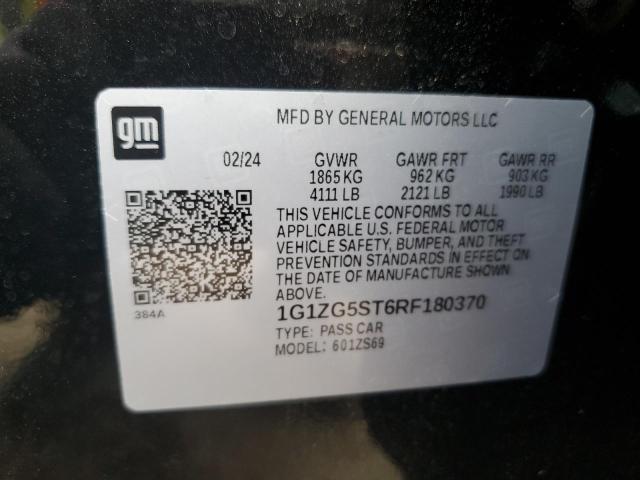 gm
MFD BY GENERAL MOTORS LLC
02/24 GVWR GAWR FRT GAWR RR
1865 KG 962 KG 903 KG
4111 LB 2121 LB 1990 LB
THIS VEHICLE CONFORMS TO ALL
APPLICABLE U.S. FEDERAL MOTOR
VEHICLE SAFETY, BUMPER, AND THEFT
PREVENTION STANDARDS IN EFFECT ON
THE DATE OF MANUFACTURE SHOWN
ABOVE.
384A
1G1ZG5ST6RF180370
TYPE: PASS CAR
MODEL: 601ZS69